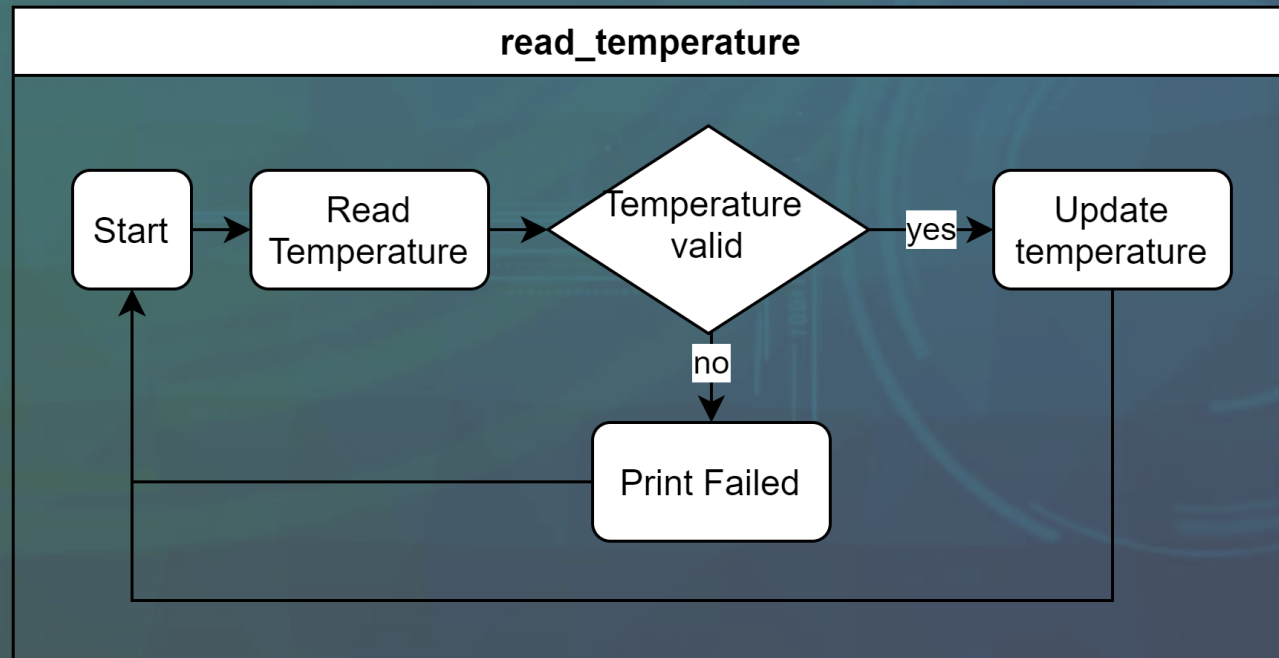 read_temperature
Start
Read
Temperature
Temperature
valid
yes
Update
temperature
no
Print Failed